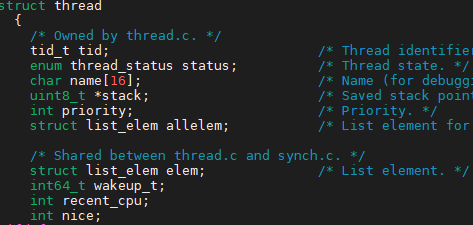 struct thread
{
/* Owned by thread.c. */
tid_t tid; /* Thread identifier
enum thread_status status; /* Thread state. */
char name[16]; /* Name (for debuggi
uint8_t *stack; /* Saved stack poin
int priority; /* Priority. */
struct list_elem allelem; /* List element for
/* Shared between thread.c and synch.c. */
struct list_elem elem; /* List element. */
int64_t wakeup_t;
int recent_cpu;
int nice;